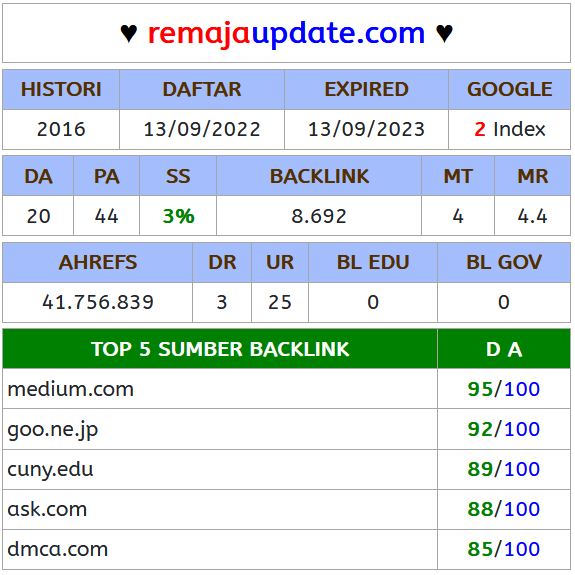 ♥ remajaupdate.com ♥
HISTORI DAFTAR EXPIRED GOOGLE
2016 13/09/2022 13/09/2023 2 Index
DA PA SS BACKLINK MT MR
20 44 3% 8.692 4 4.4
AHREFS DR UR BL EDU BL GOV
41.756.839 3 25 0 0
TOP 5 SUMBER BACKLINK D A
medium.com 95/100
goo.ne.jp 92/100
cuny.edu 89/100
ask.com 88/100
dmca.com 85/100